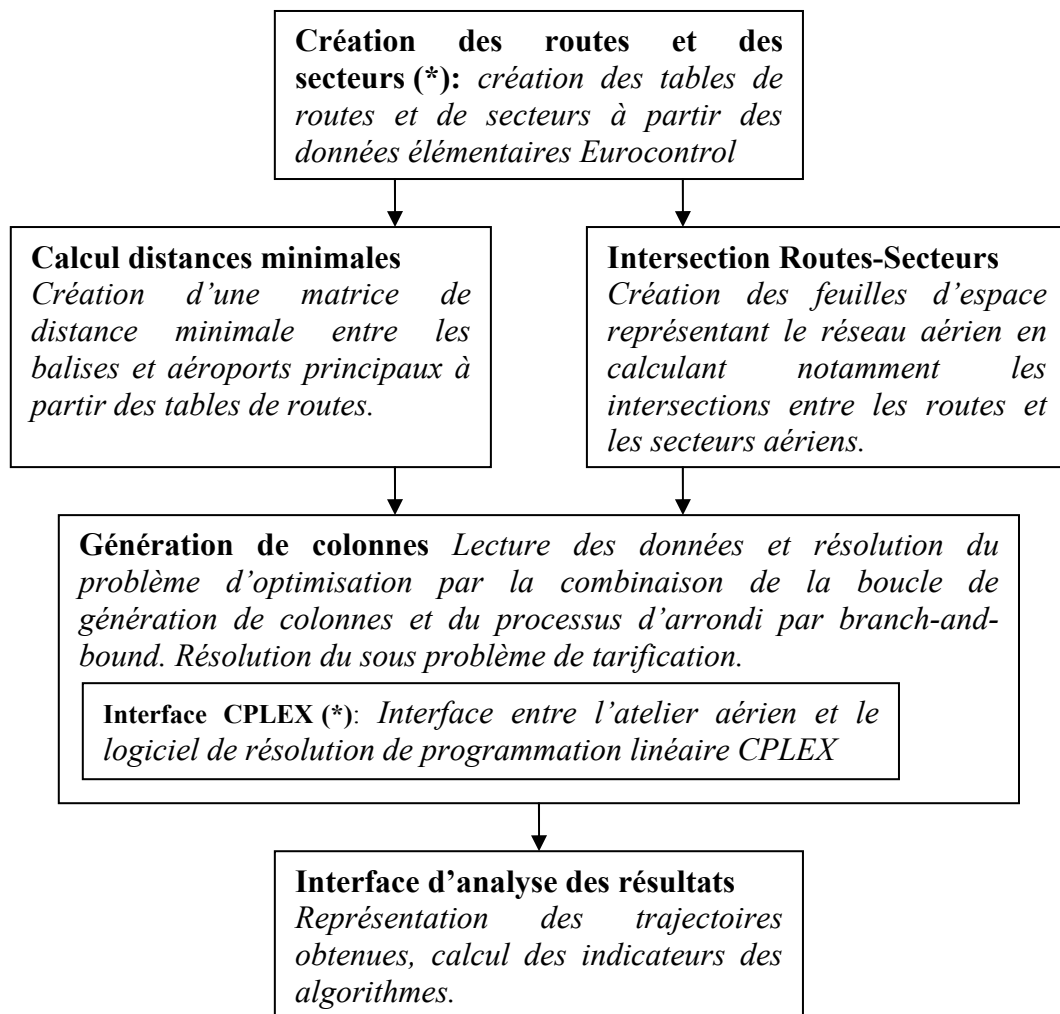 Création des routes et des
secteurs (*): création des tables de
routes et de secteurs à partir des
données élémentaires Eurocontrol
Calcul distances minimales
Création d’une matrice de
distance minimale entre les
balises et aéroports principaux à
partir des tables de routes.
Intersection Routes-Secteurs
Création des feuilles d’espace
représentant le réseau aérien en
calculant notamment les
intersections entre les routes et
les secteurs aériens.
Génération de colonnes Lecture des données et résolution du
problème d’optimisation par la combinaison de la boucle de
génération de colonnes et du processus d’arrondi par branch-and-
bound. Résolution du sous problème de tarification.
Interface CPLEX (*): Interface entre l’atelier aérien et le
logiciel de résolution de programmation linéaire CPLEX
Interface d’analyse des résultats
Représentation des trajectoires
obtenues, calcul des indicateurs des
algorithmes.